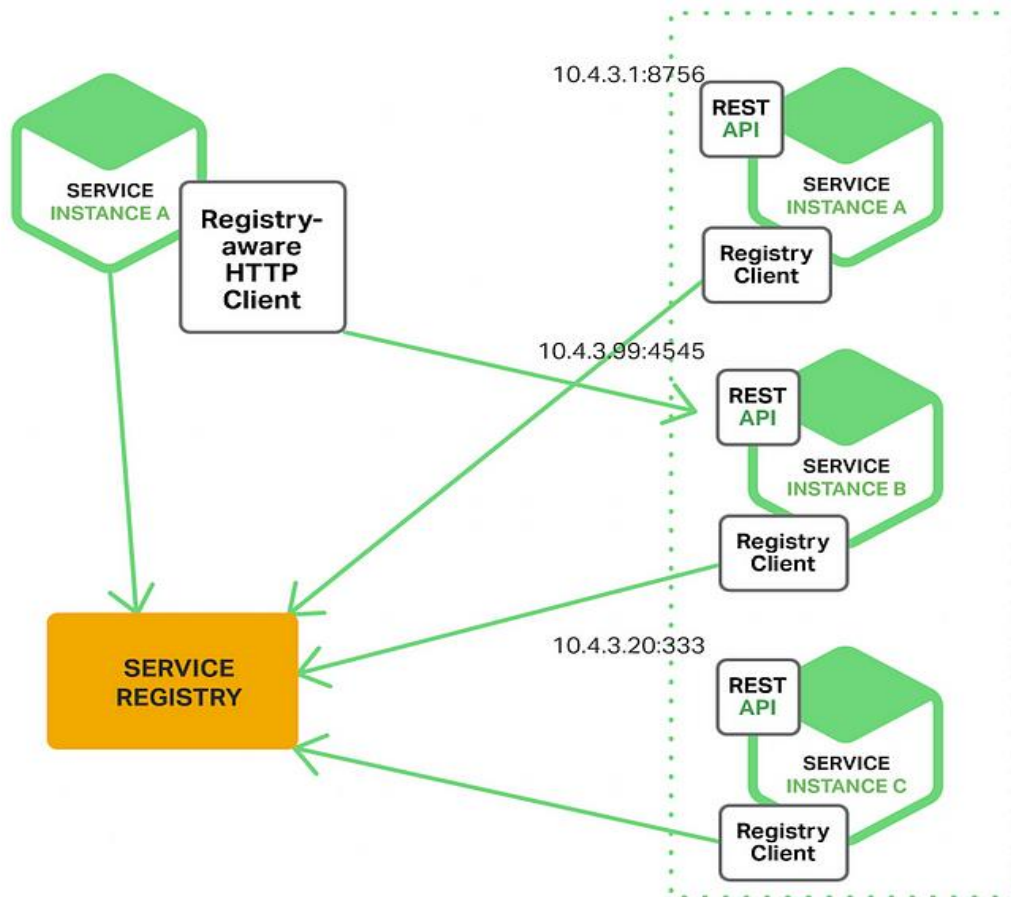 SERVICE
INSTANCE A
Registry-
aware
HTTP
Client
SERVICE
REGISTRY
10.4.3.1:8756
REST
API
SERVICE
INSTANCE A
Registry
Client
10.4.3.99:4545
REST
API
SERVICE
INSTANCE B
Registry
Client
10.4.3.20:333
REST
API
SERVICE
INSTANCE C
Registry
Client